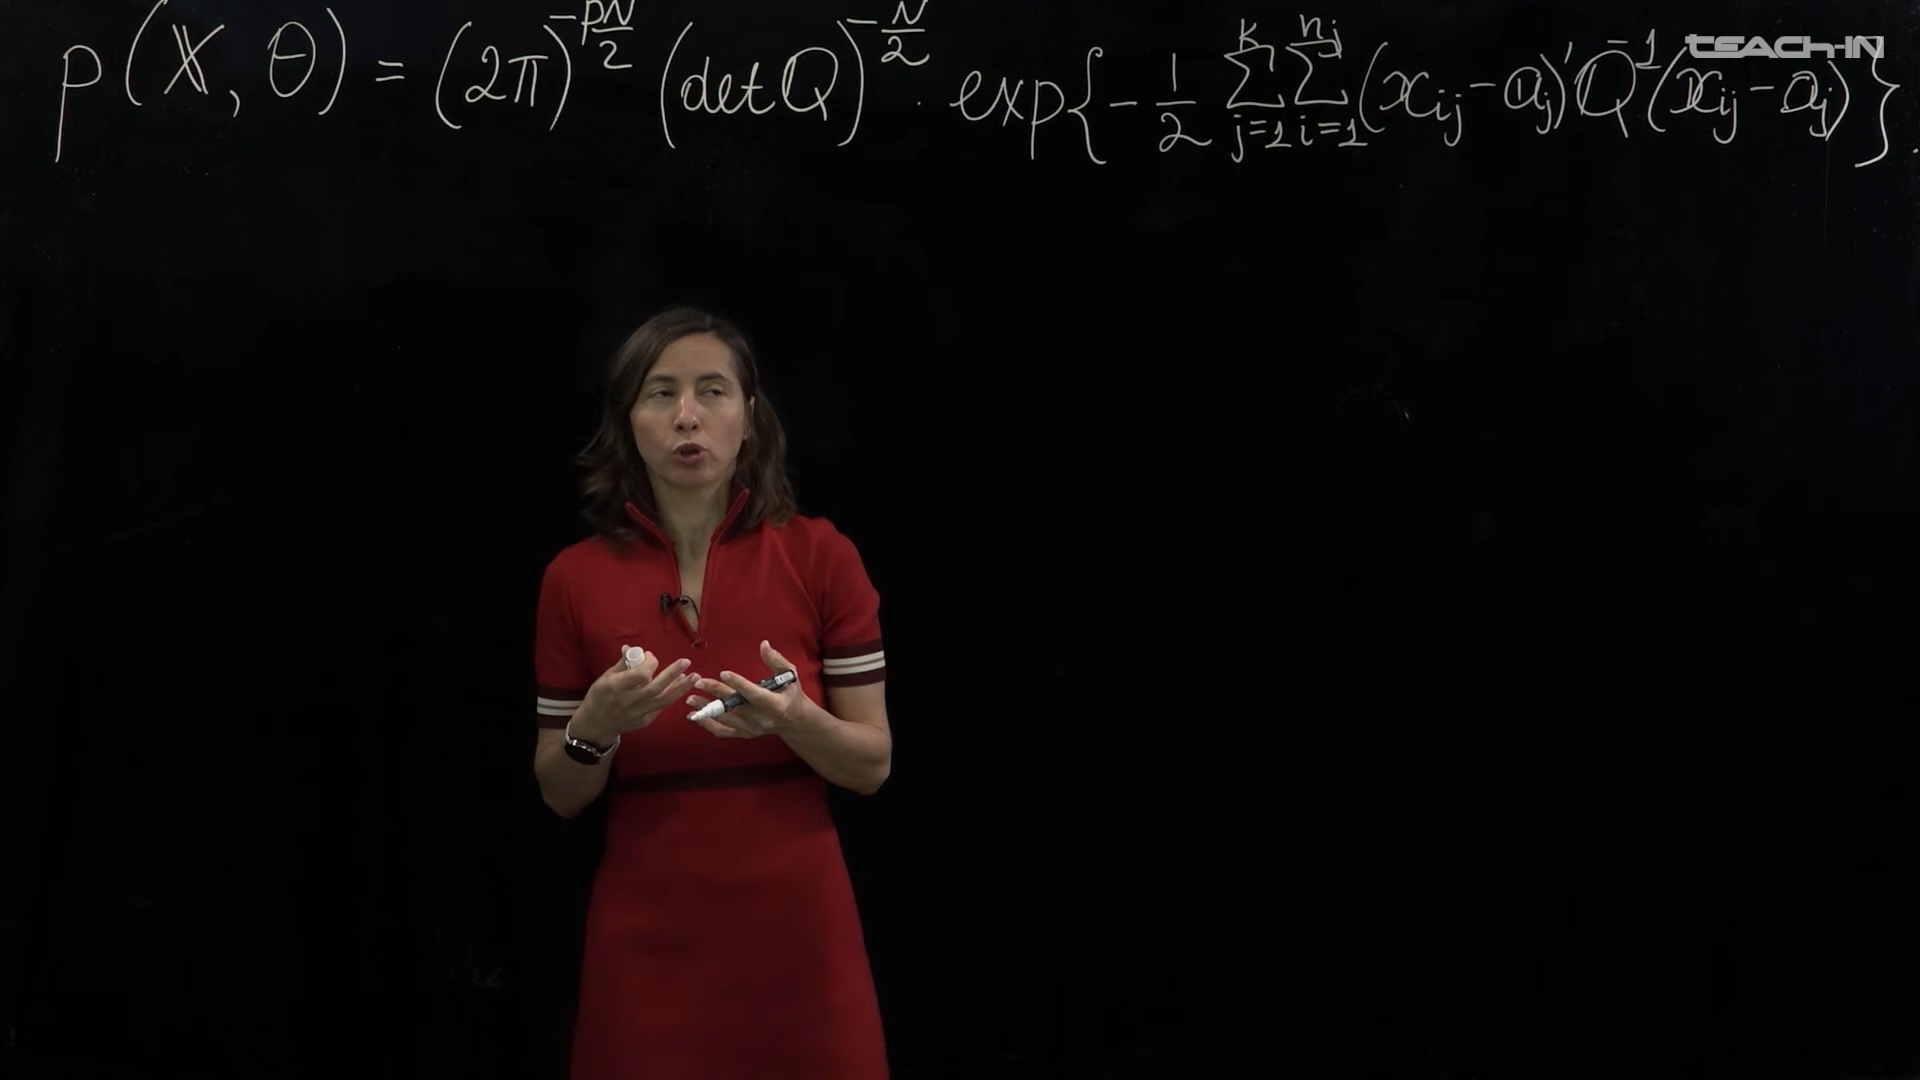 p(X, θ) = (2π)^{-pN/2} (det Q)^{-N/2} · exp{ -1/2 ∑_{j=1}^{K} ∑_{i=1}^{n_j} (x_{ij} - a_j)' Q^{-1} (x_{ij} - a_j) }.
TEACH-IN